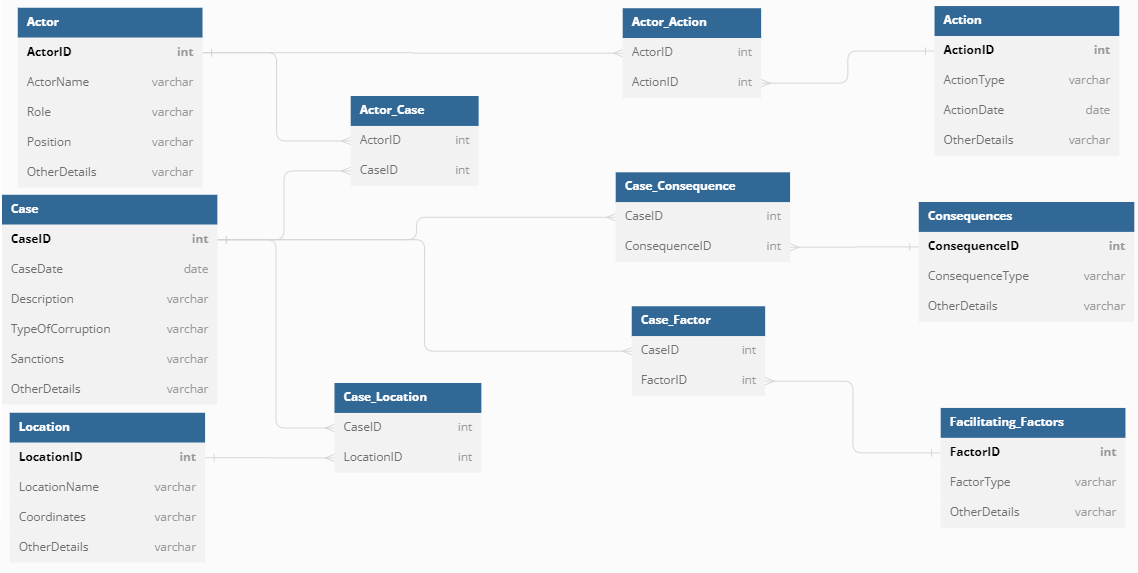 Actor
ActorID int
ActorName varchar
Role varchar
Position varchar
OtherDetails varchar
Case
CaseID int
CaseDate date
Description varchar
TypeOfCorruption varchar
Sanctions varchar
OtherDetails varchar
Location
LocationID int
LocationName varchar
Coordinates varchar
OtherDetails varchar
Actor_Case
ActorID int
CaseID int
Case_Location
CaseID int
LocationID int
Actor_Action
ActorID int
ActionID int
Case_Consequence
CaseID int
ConsequenceID int
Case_Factor
CaseID int
FactorID int
Action
ActionID int
ActionType varchar
ActionDate date
OtherDetails varchar
Consequences
ConsequenceID int
ConsequenceType varchar
OtherDetails varchar
Facilitating_Factors
FactorID int
FactorType varchar
OtherDetails varchar